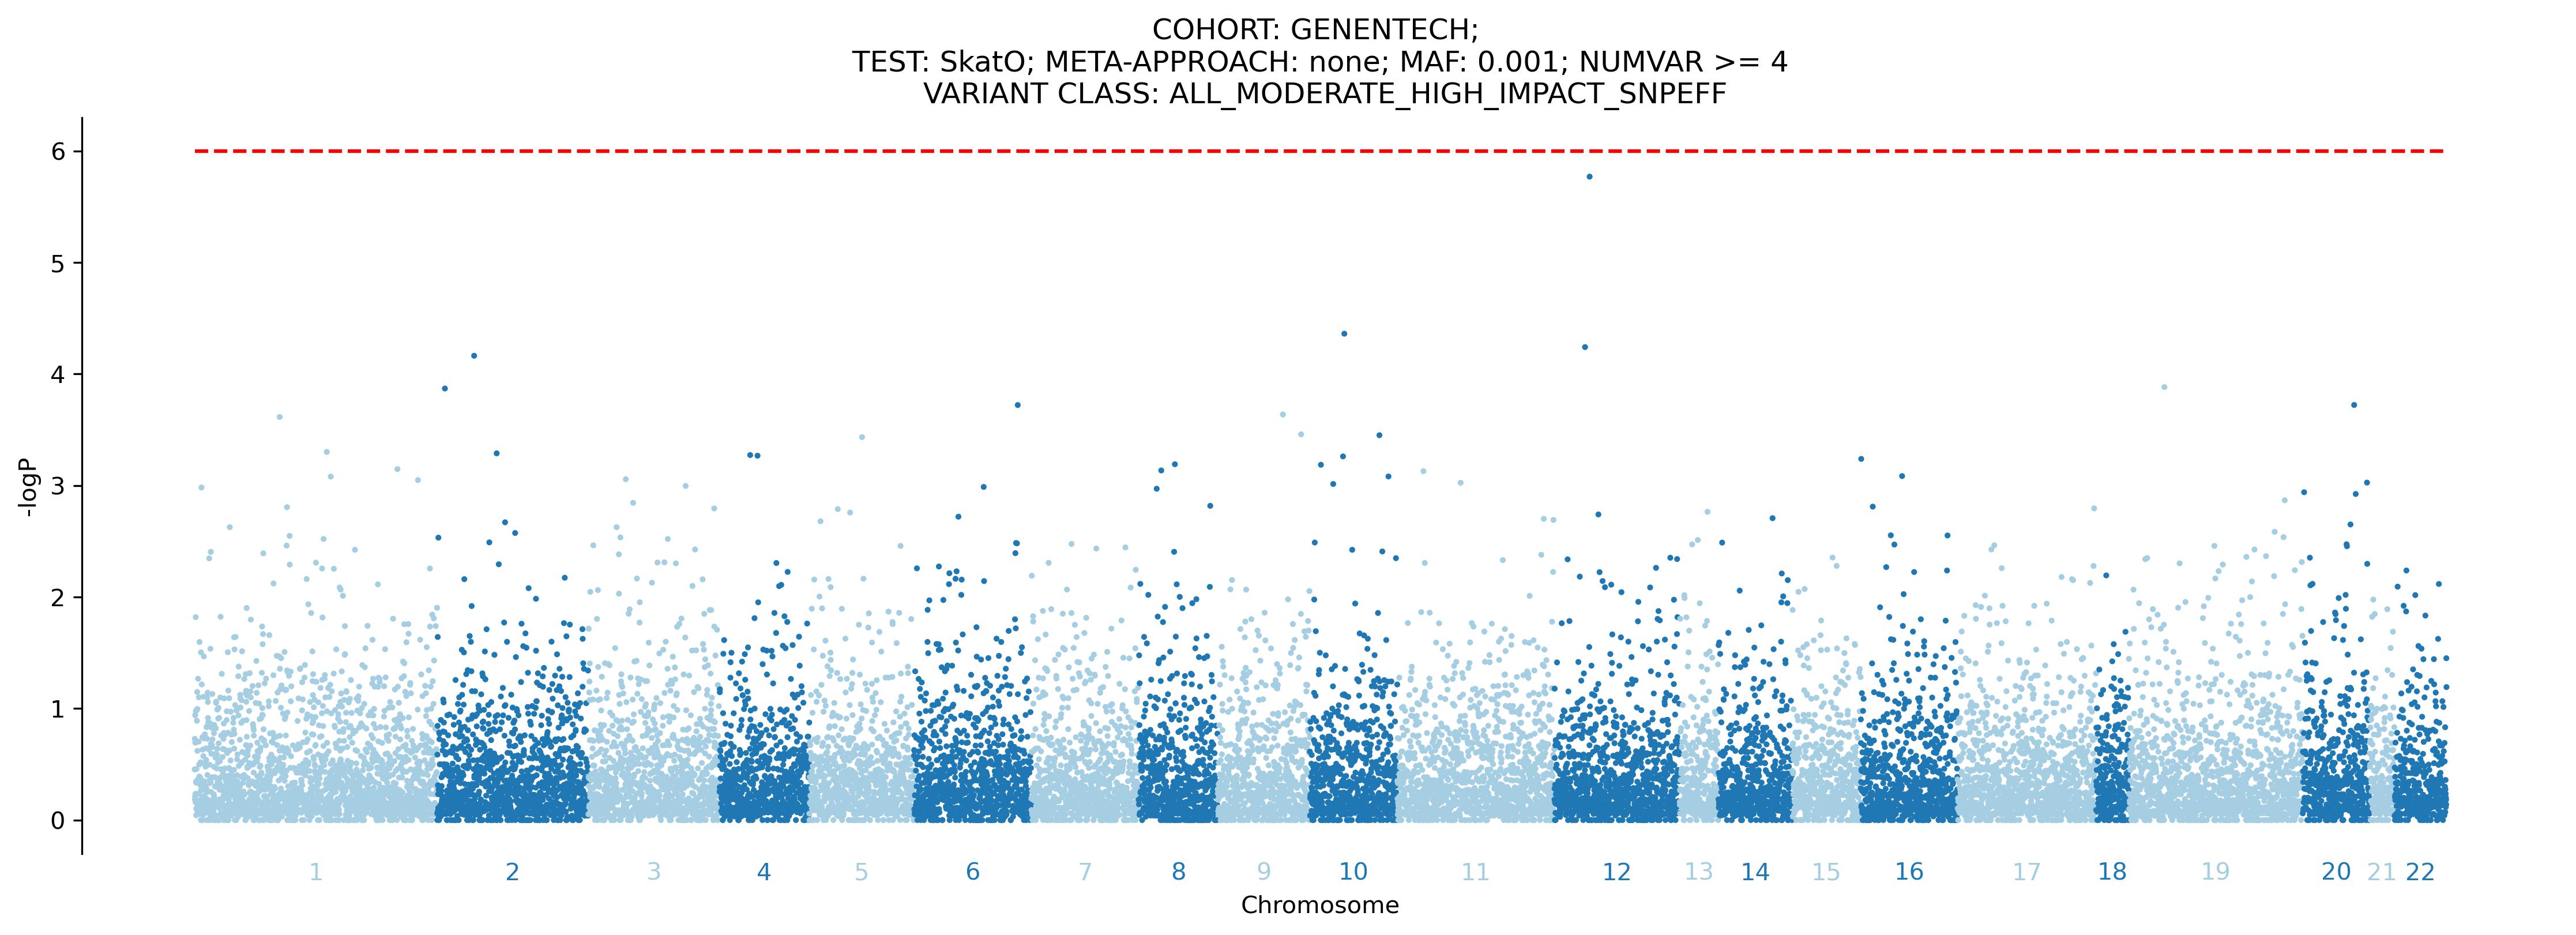 COHORT: GENENTECH;
TEST: SkatO; META-APPROACH: none; MAF: 0.001; NUMVAR >= 4
VARIANT CLASS: ALL_MODERATE_HIGH_IMPACT_SNPEFF
6
5
4
3
2
1
0
-logP
1 2 3 4 5 6 7 8 9 10 11 12 13 14 15 16 17 18 19 20 21 22
Chromosome